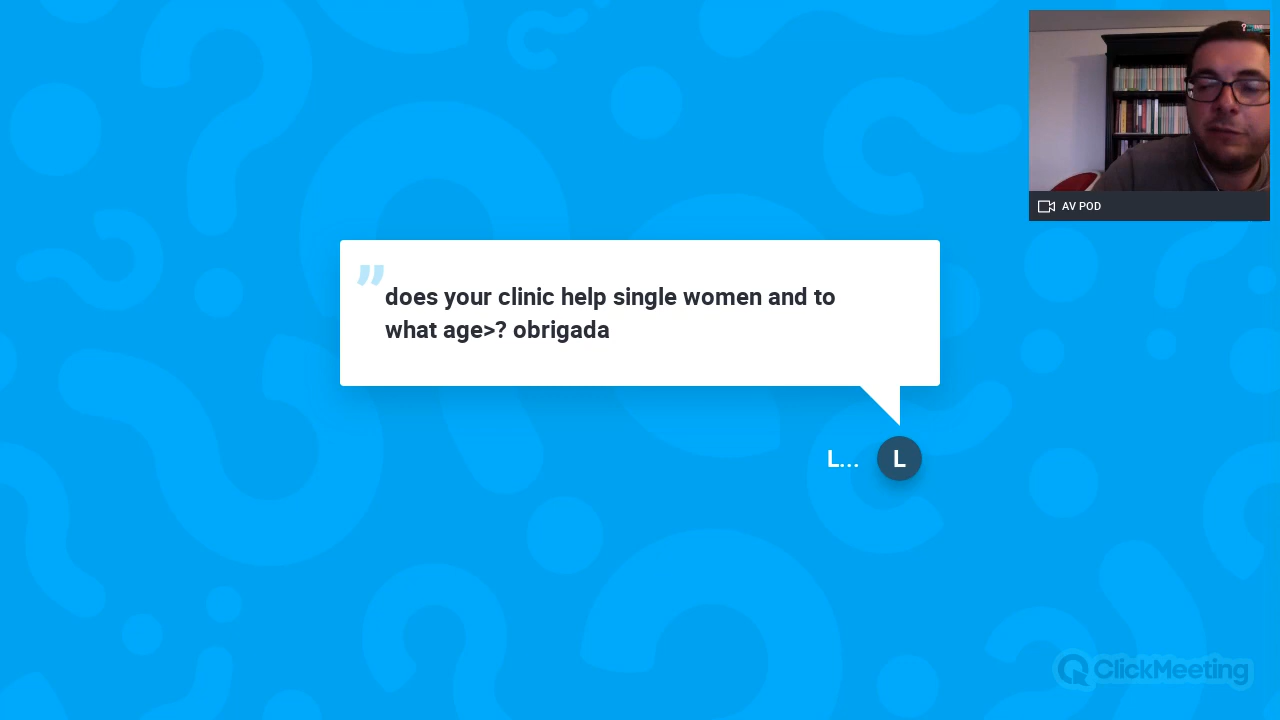 AV POD
does your clinic help single women and to
what age>? obrigada
L...
L
ClickMeeting